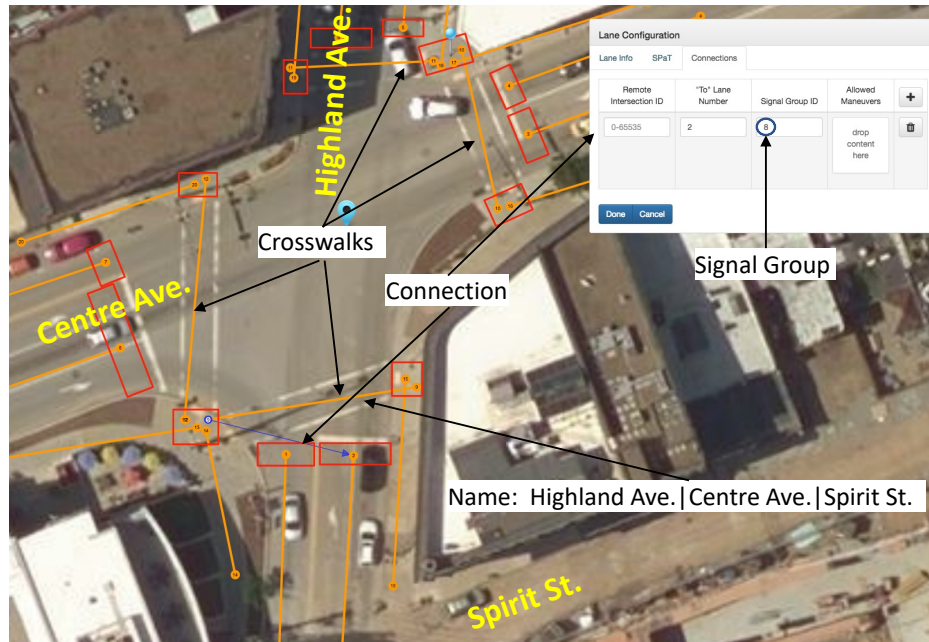 Highland Ave.
Centre Ave.
Spirit St.
Crosswalks
Connection
Signal Group
Name: Highland Ave.|Centre Ave.|Spirit St.
Lane Configuration
Lane Info SPaT Connections
Remote Intersection ID
"To" Lane Number
Signal Group ID
Allowed Maneuvers
+
0-65535
2
8
drop content here
Done Cancel